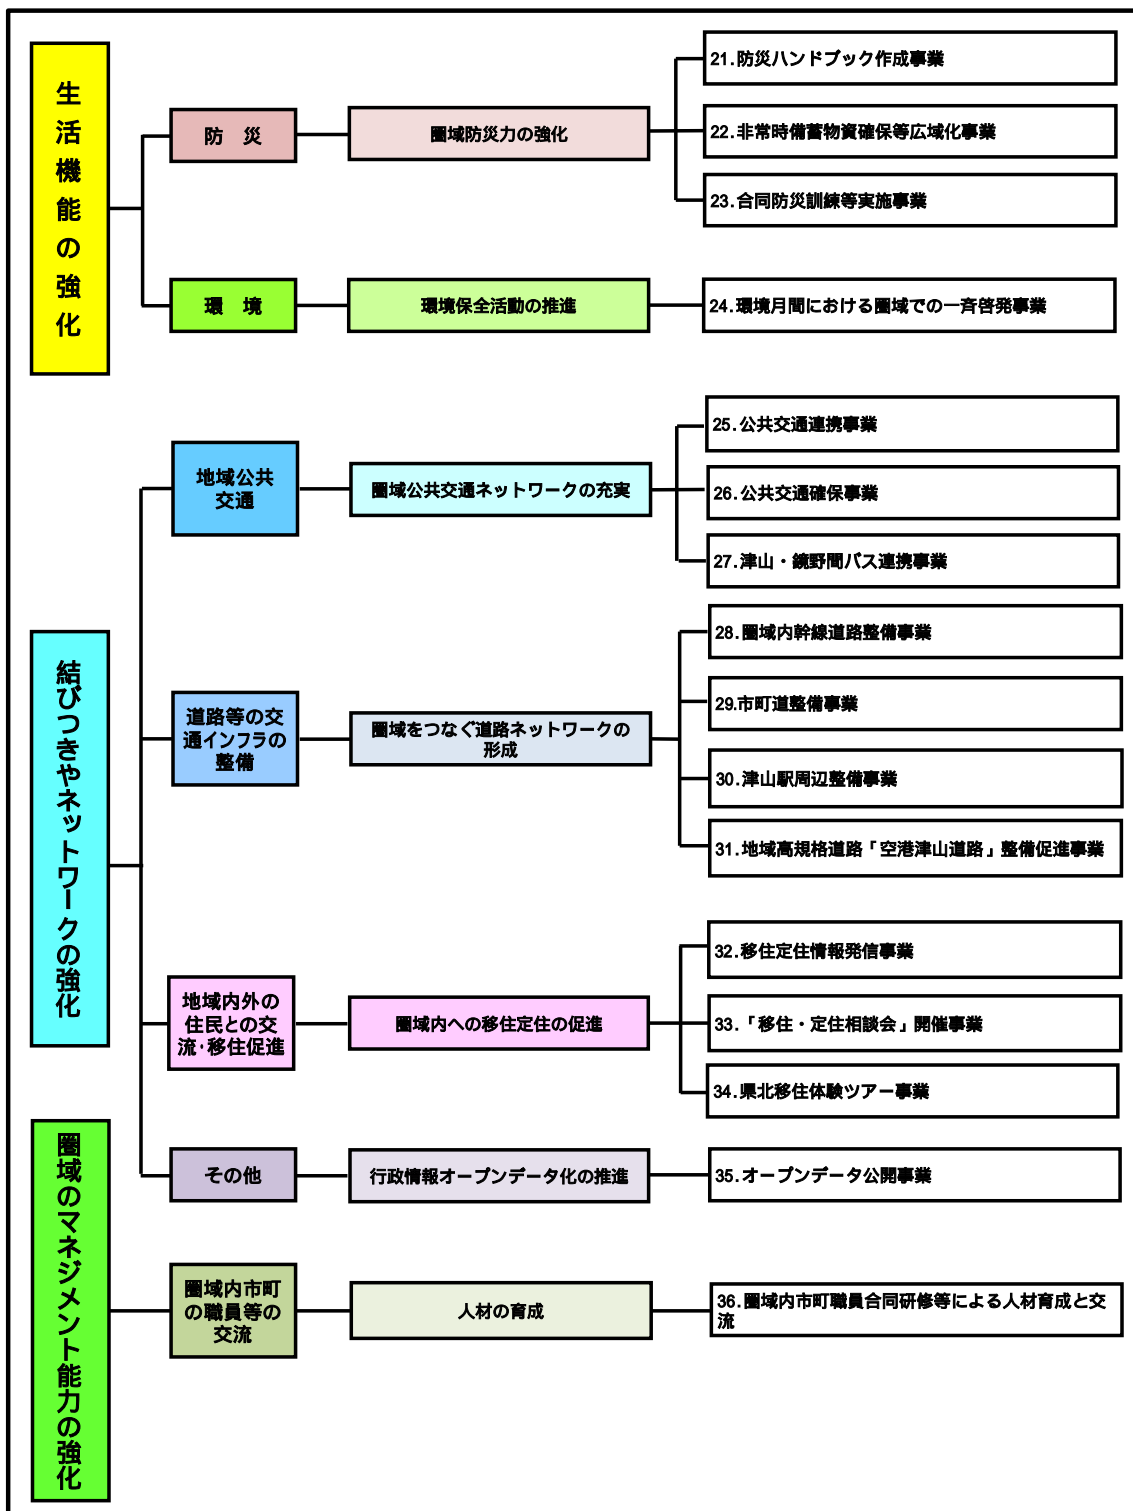 生活機能の強化
防　災
圏域防災力の強化
21.防災ハンドブック作成事業
22.非常時備蓄物資確保等広域化事業
23.合同防災訓練等実施事業
環　境
環境保全活動の推進
24.環境月間における圏域での一斉啓発事業
結びつきやネットワークの強化
地域公共
交通
圏域公共交通ネットワークの充実
25.公共交通連携事業
26.公共交通確保事業
27.津山・鏡野間バス連携事業
道路等の交
通インフラの
整備
圏域をつなぐ道路ネットワークの
形成
28.圏域内幹線道路整備事業
29.市町道整備事業
30.津山駅周辺整備事業
31.地域高規格道路「空港津山道路」整備促進事業
地域内外の
住民との交
流・移住促進
圏域内への移住定住の促進
32.移住定住情報発信事業
33.「移住・定住相談会」開催事業
34.県北移住体験ツアー事業
その他
行政情報オープンデータ化の推進
35.オープンデータ公開事業
圏域のマネジメント能力の強化
圏域内市町
の職員等の
交流
人材の育成
36.圏域内市町職員合同研修等による人材育成と交
流